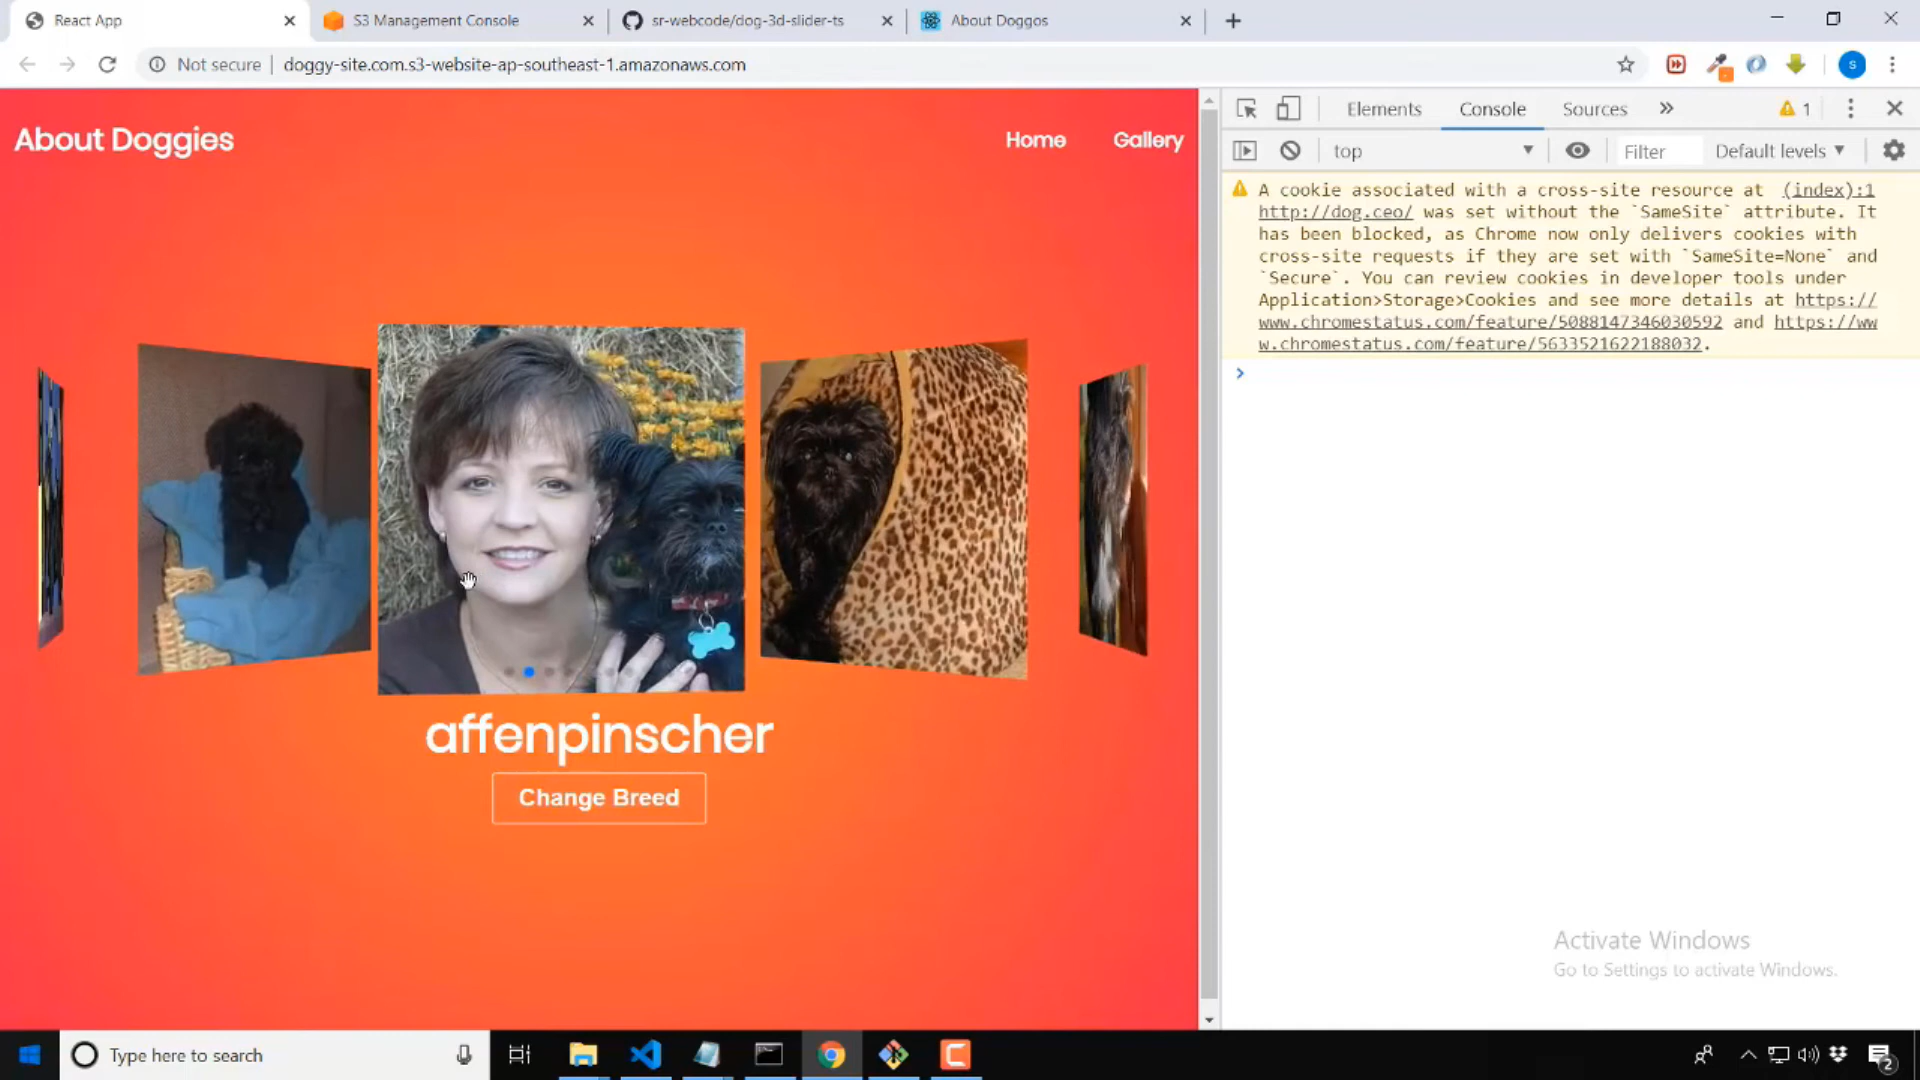 React App
S3 Management Console
sr-webcode/dog-3d-slider-ts
About Doggos
Not secure
doggy-site.com.s3-website-ap-southeast-1.amazonaws.com
S
About Doggies
Home
Gallery
affenpinscher
Change Breed
Elements
Console
Sources
1
top
Filter
Default levels
A cookie associated with a cross-site resource at (index):1
http://dog.ceo/ was set without the `SameSite` attribute. It
has been blocked, as Chrome now only delivers cookies with
cross-site requests if they are set with `SameSite=None` and
`Secure`. You can review cookies in developer tools under
Application>Storage>Cookies and see more details at https://
www.chromestatus.com/feature/5088147346030592 and https://ww
w.chromestatus.com/feature/5633521622188032.
Activate Windows
Go to Settings to activate Windows.
Type here to search
2